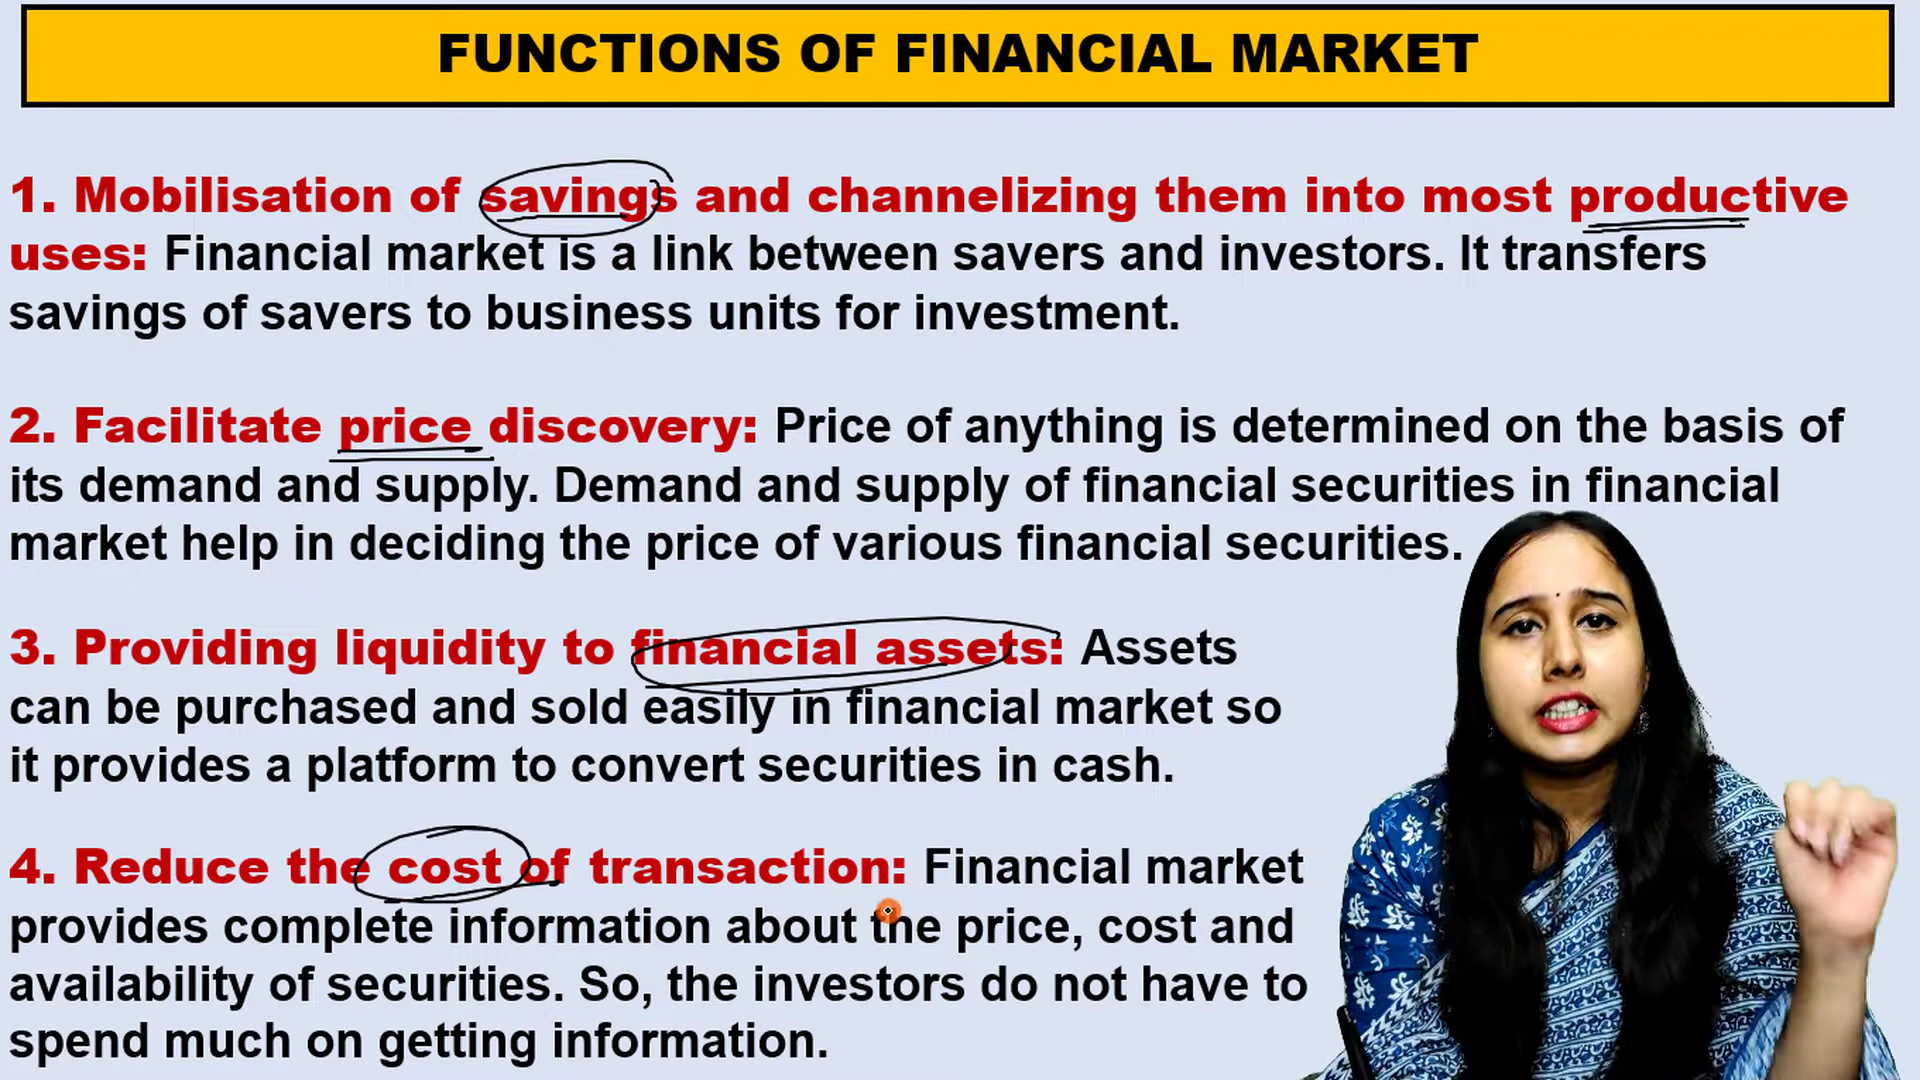 FUNCTIONS OF FINANCIAL MARKET
1. Mobilisation of savings and channelizing them into most productive
uses: Financial market is a link between savers and investors. It transfers
savings of savers to business units for investment.
2. Facilitate price discovery: Price of anything is determined on the basis of
its demand and supply. Demand and supply of financial securities in financial
market help in deciding the price of various financial securities.
3. Providing liquidity to financial assets: Assets
can be purchased and sold easily in financial market so
it provides a platform to convert securities in cash.
4. Reduce the cost of transaction: Financial market
provides complete information about the price, cost and
availability of securities. So, the investors do not have to
spend much on getting information.